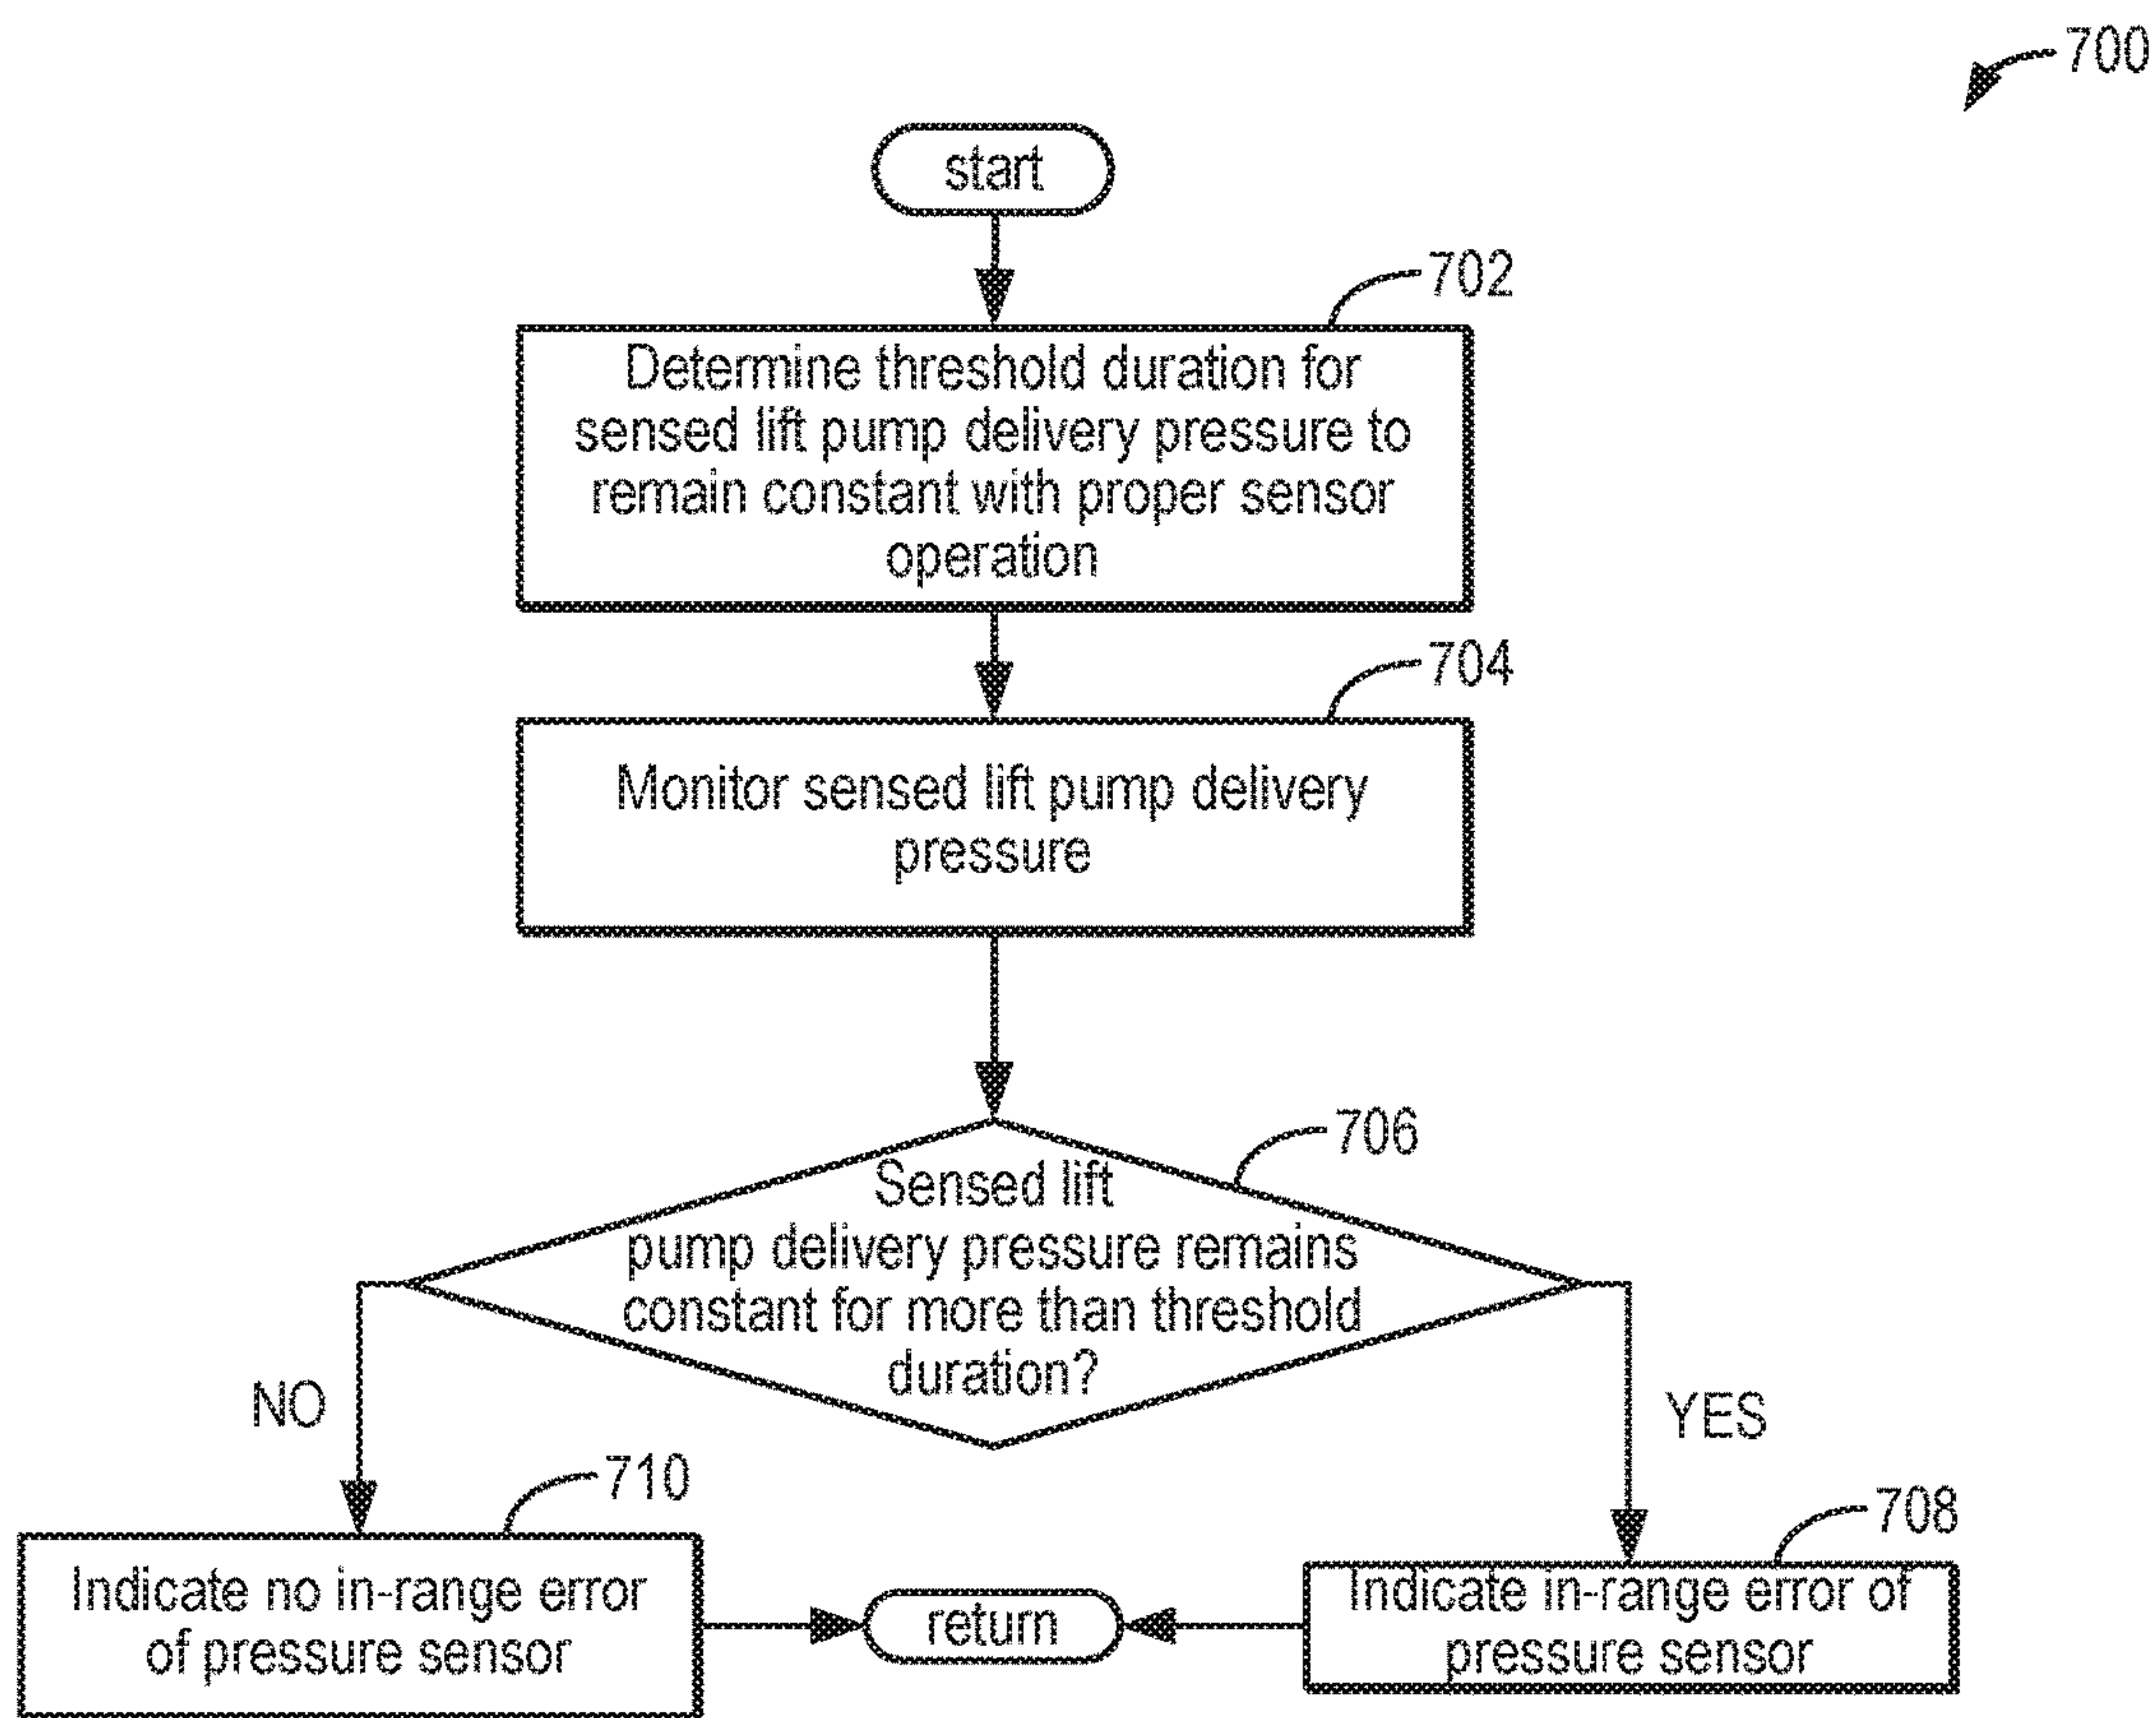 700
start
702
Determine threshold duration for
sensed lift pump delivery pressure to
remain constant with proper sensor
operation
704
Monitor sensed lift pump delivery
pressure
706
Sensed lift
pump delivery pressure remains
constant for more than threshold
duration?
NO
YES
710
708
Indicate no in-range error
of pressure sensor
return
Indicate in-range error of
pressure sensor